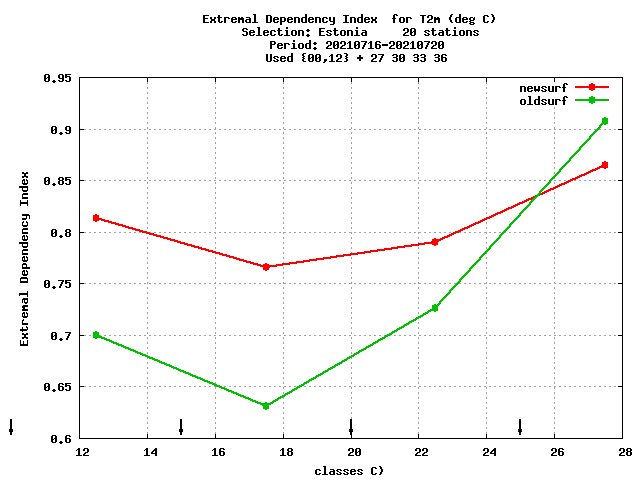 Extremal Dependency Index  for T2m (deg C)
Selection: Estonia     20 stations
Period: 20210716-20210720
Used {00,12} + 27 30 33 36
newsurf
oldsurf
Extremal Dependency Index
0.95
0.9
0.85
0.8
0.75
0.7
0.65
0.6
12 14 16 18 20 22 24 26 28
classes C)